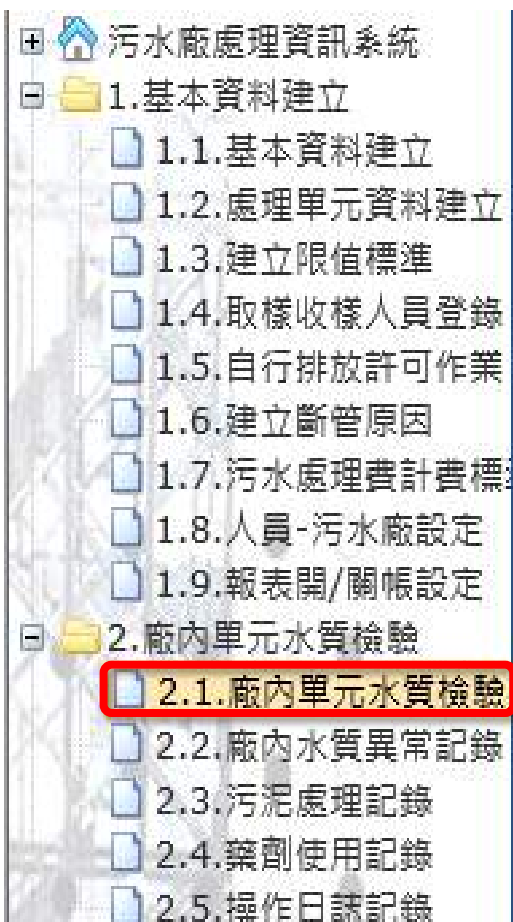 污水廠處理資訊系統
1.基本資料建立
1.1.基本資料建立
1.2.處理單元資料建立
1.3.建立限值標準
1.4.取樣收樣人員登錄
1.5.自行排放許可作業
1.6.建立斷管原因
1.7.污水處理費計費標
1.8.人員-污水廠設定
1.9.報表開/關帳設定
2.廠內單元水質檢驗
2.1.廠內單元水質檢驗
2.2.廠內水質異常記錄
2.3.污泥處理記錄
2.4.藥劑使用記錄
2.5.操作日誌記錄